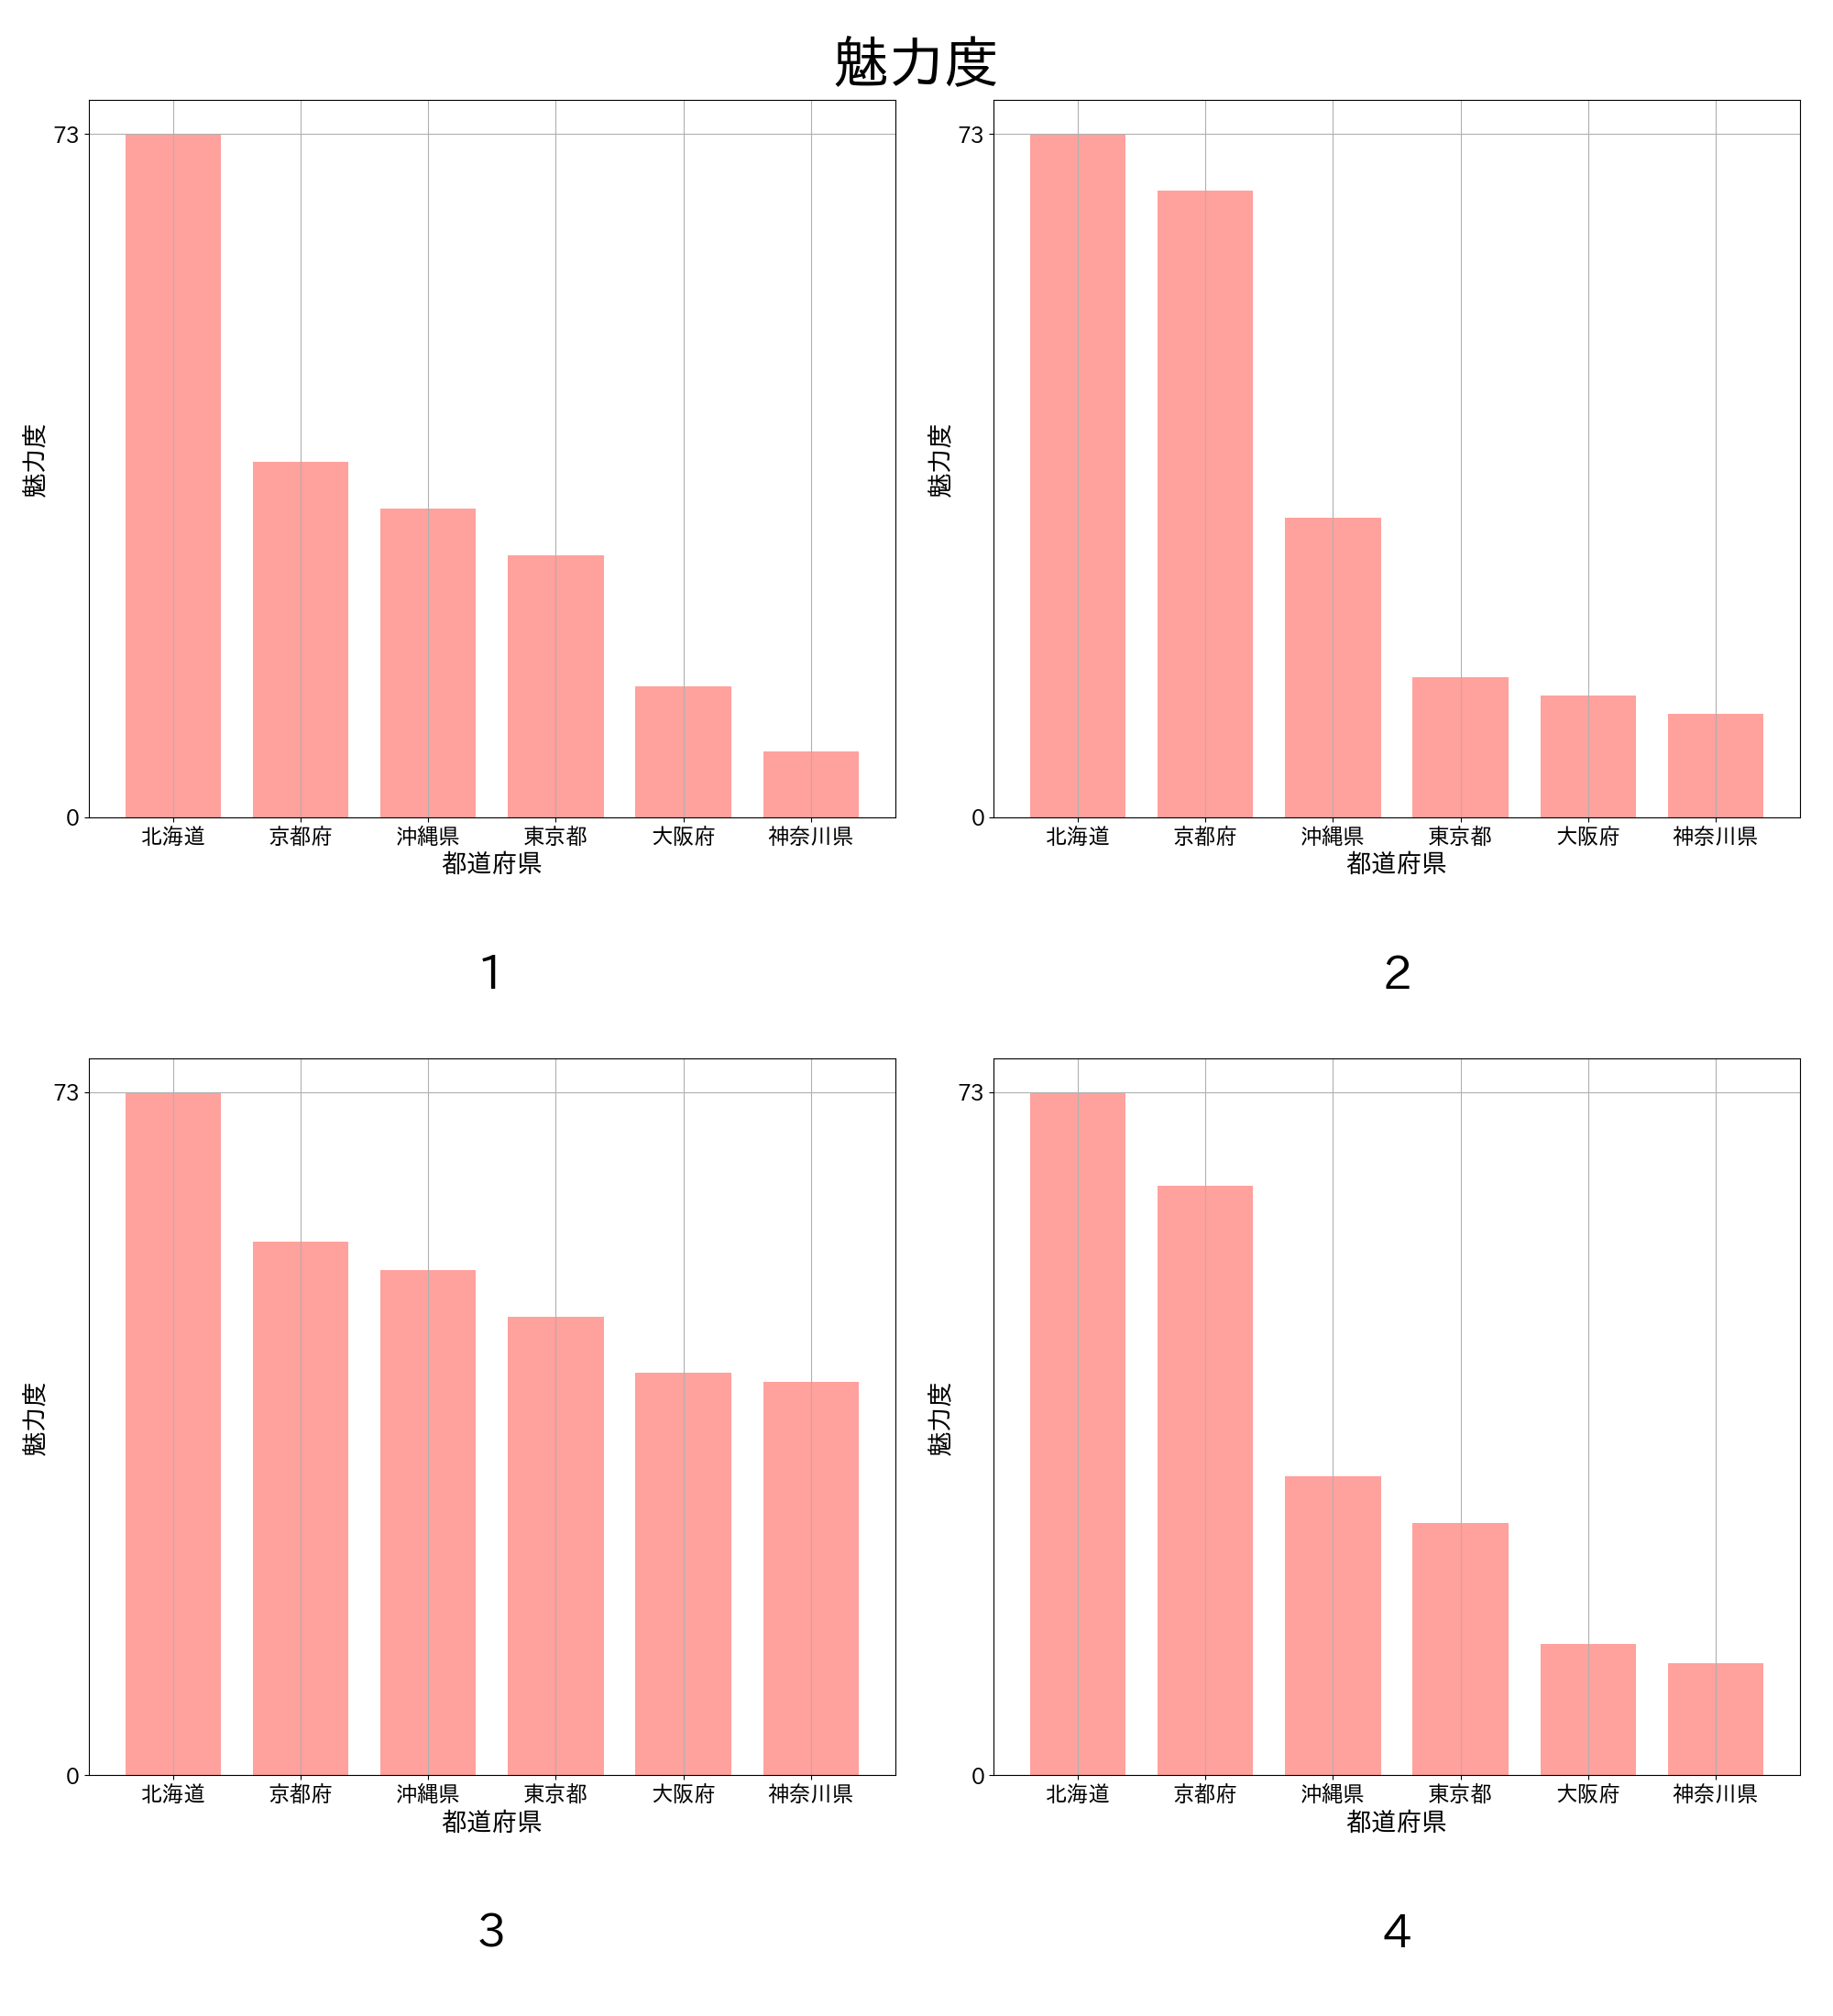 魅力度
73
魅力度
0
北海道 京都府 沖縄県 東京都 大阪府 神奈川県
都道府県
1
73
魅力度
0
北海道 京都府 沖縄県 東京都 大阪府 神奈川県
都道府県
2
73
魅力度
0
北海道 京都府 沖縄県 東京都 大阪府 神奈川県
都道府県
3
73
魅力度
0
北海道 京都府 沖縄県 東京都 大阪府 神奈川県
都道府県
4